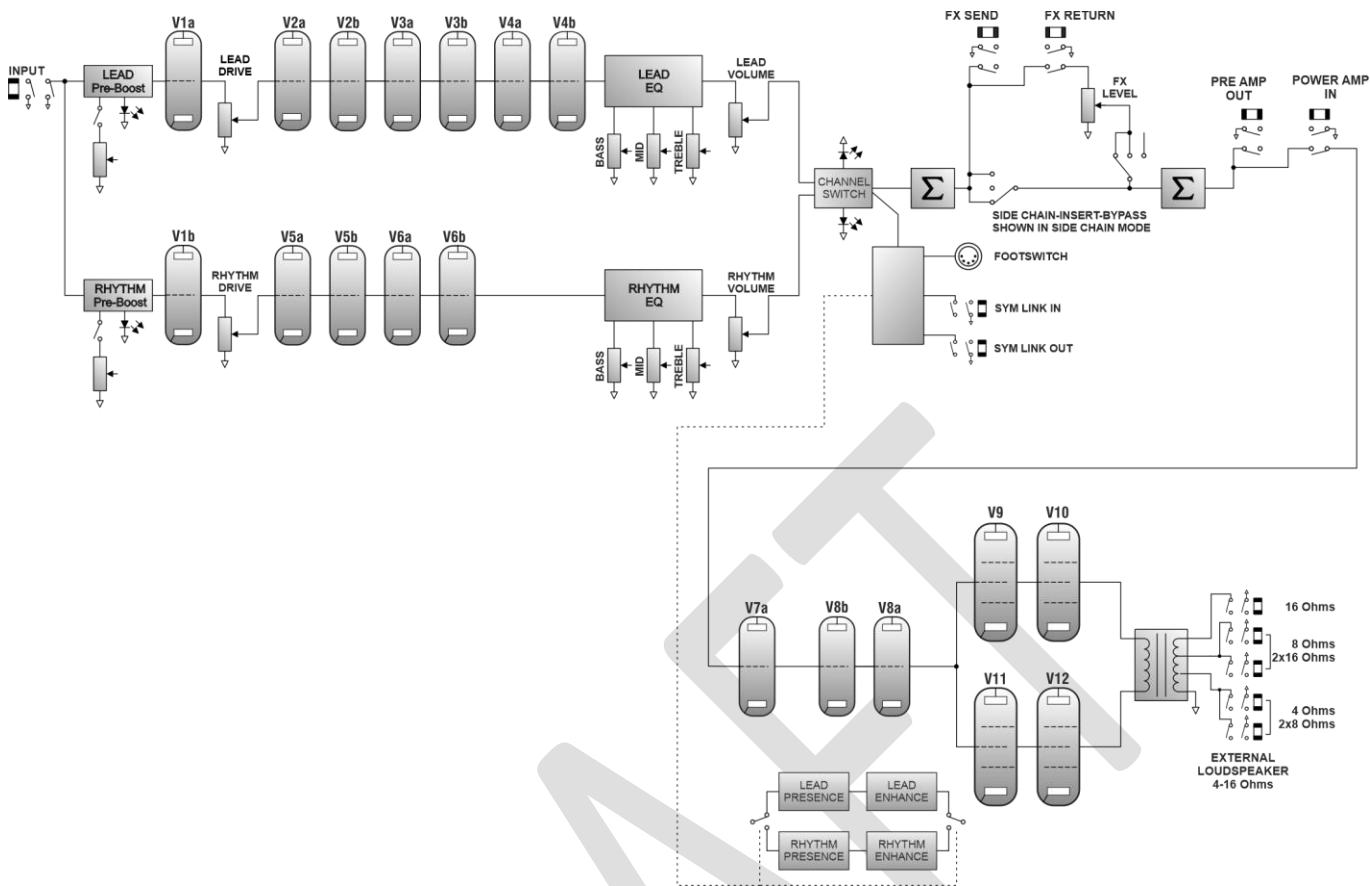 V1a
V2a
V2b
V3a
V3b
V4a
V4b
INPUT
LEAD
Pre-Boost
LEAD
DRIVE
LEAD
EQ
BASS
MID
TREBLE
LEAD
VOLUME
FX SEND
FX RETURN
FX
LEVEL
PRE AMP
OUT
POWER AMP
IN
CHANNEL
SWITCH
Σ
Σ
SIDE CHAIN-INSERT-BYPASS
SHOWN IN SIDE CHAIN MODE
V1b
V5a
V5b
V6a
V6b
RHYTHM
Pre-Boost
RHYTHM
DRIVE
RHYTHM
EQ
BASS
MID
TREBLE
RHYTHM
VOLUME
FOOTSWITCH
SYM LINK IN
SYM LINK OUT
V9
V10
V7a
V8b
V8a
V11
V12
16 Ohms
8 Ohms
2x16 Ohms
4 Ohms
2x8 Ohms
EXTERNAL
LOUDSPEAKER
4-16 Ohms
LEAD
PRESENCE
LEAD
ENHANCE
RHYTHM
PRESENCE
RHYTHM
ENHANCE